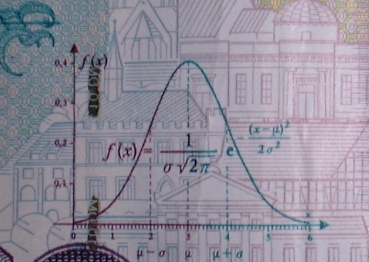 f(x)
0,4
0,3
0,2
0,1
f(x) = 1/(σ√2π) e^(-(x-μ)²/2σ²)
0 1 2 3 4 5 6 x
μ-σ μ μ+σ